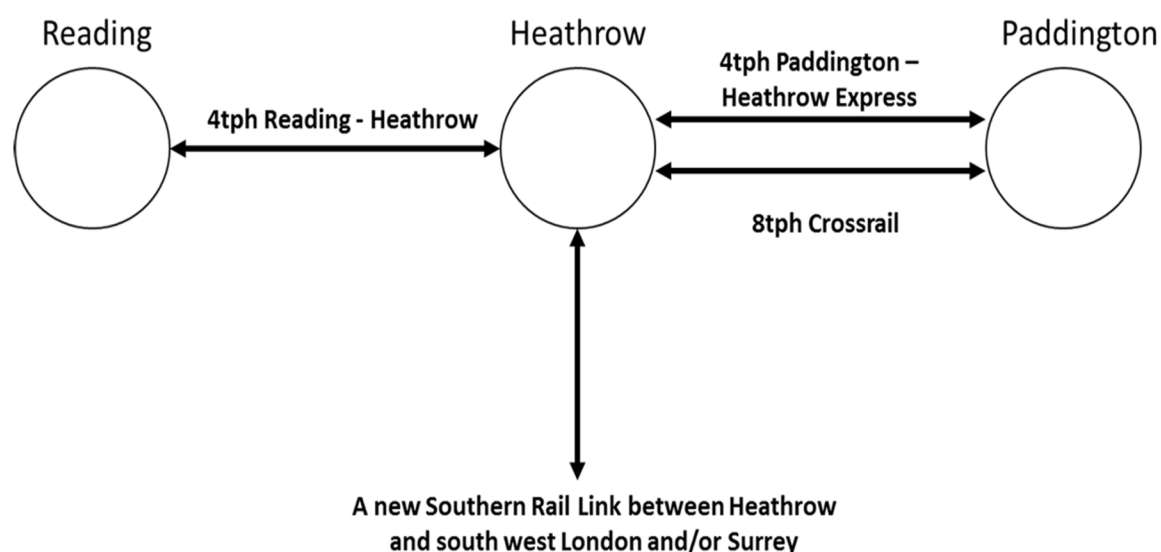 Reading
Heathrow
Paddington
4tph Reading - Heathrow
4tph Paddington –
Heathrow Express
8tph Crossrail
A new Southern Rail Link between Heathrow
and south west London and/or Surrey